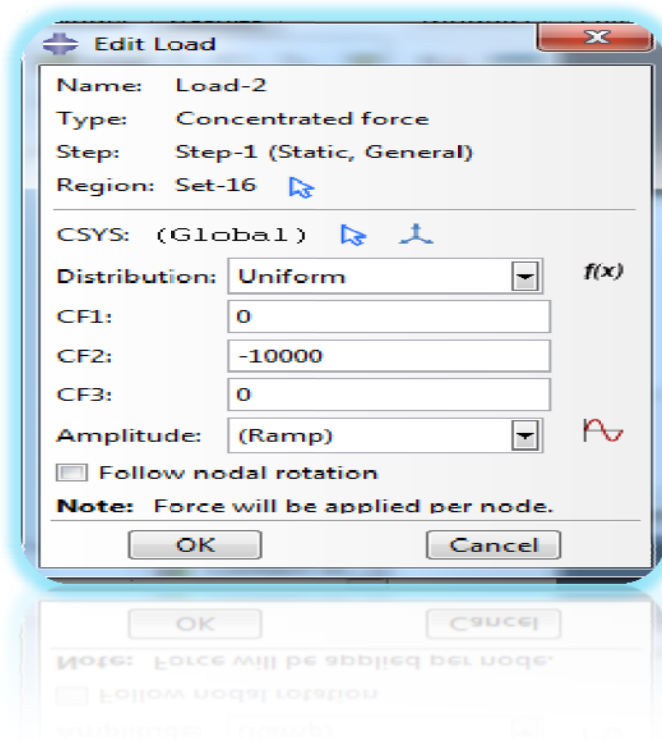 Edit Load
Name: Load-2
Type: Concentrated force
Step: Step-1 (Static, General)
Region: Set-16
CSYS: (Global)
Distribution: Uniform f(x)
CF1: 0
CF2: -10000
CF3: 0
Amplitude: (Ramp)
Follow nodal rotation
Note: Force will be applied per node.
OK Cancel